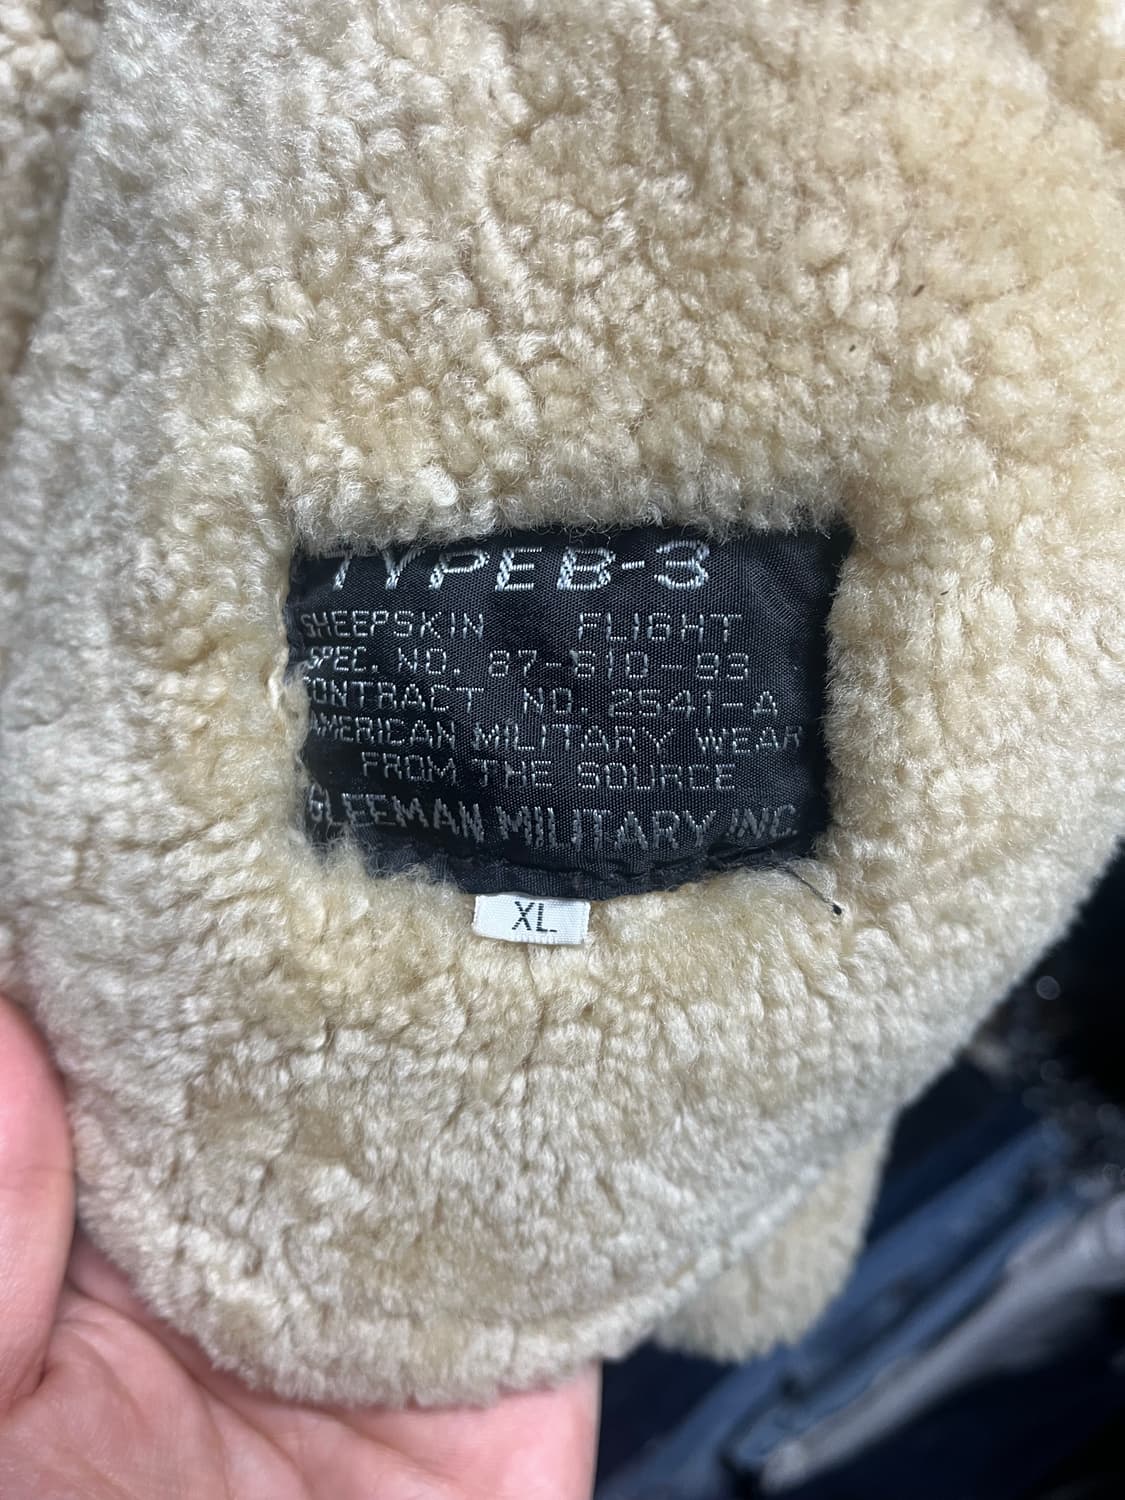 TYPE B-3
SHEEPSKIN FLIGHT
SPEC. NO. 87-510-93
CONTRACT NO. 2541-A
AMERICAN MILITARY WEAR
FROM THE SOURCE
GLEEMAN MILITARY, INC.
XL